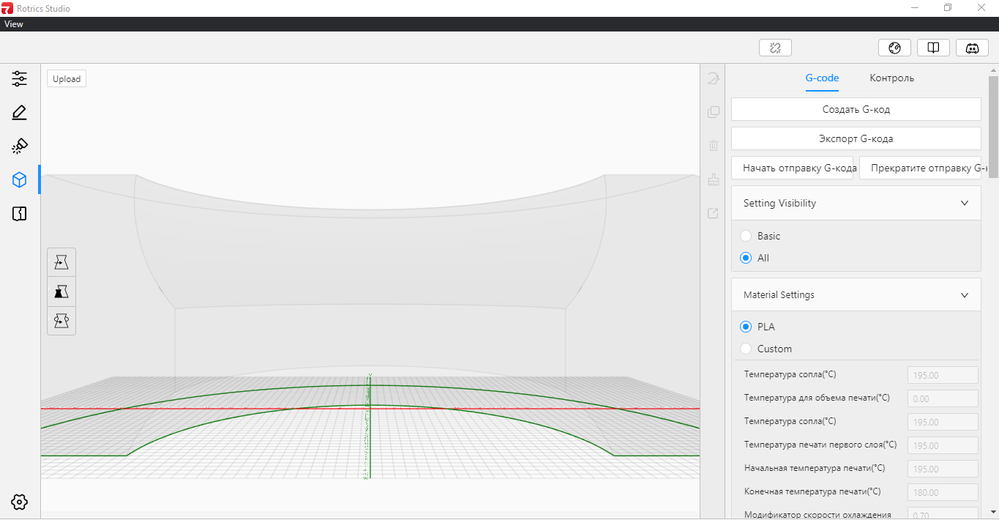 Rotrics Studio
View
Upload
G-code
Контроль
Создать G-код
Экспорт G-кода
Начать отправку G-кода
Прекратите отправку G-
Setting Visibility
Basic
All
Material Settings
PLA
Custom
Температура сопла(°C)
195.00
Температура для объема печати(°C)
0.00
Температура сопла(°C)
195.00
Температура печати первого слоя(°C)
195.00
Начальная температура печати(°C)
195.00
Конечная температура печати(°C)
180.00
Модификатор скорости охлаждения
0.70